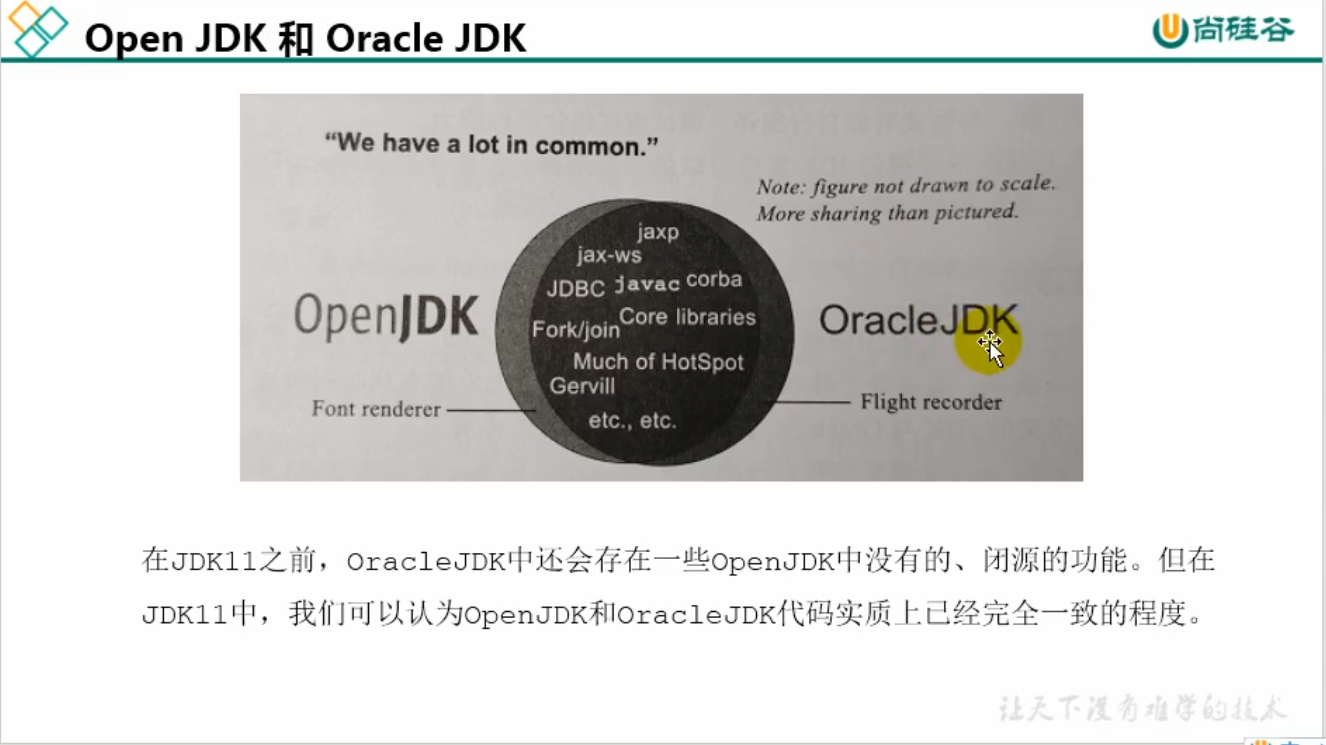 Open JDK 和 Oracle JDK
尚硅谷
“We have a lot in common.”
Note: figure not drawn to scale.
More sharing than pictured.
jaxp
jax-ws
JDBC javac corba
OpenJDK
Core libraries
OracleJDK
Fork/join
Much of HotSpot
Gervill
Font renderer
Flight recorder
etc., etc.
在JDK11之前，OracleJDK中还会存在一些OpenJDK中没有的、闭源的功能。但在
JDK11中，我们可以认为OpenJDK和OracleJDK代码实质上已经完全一致的程度。
让天下没有难学的技术